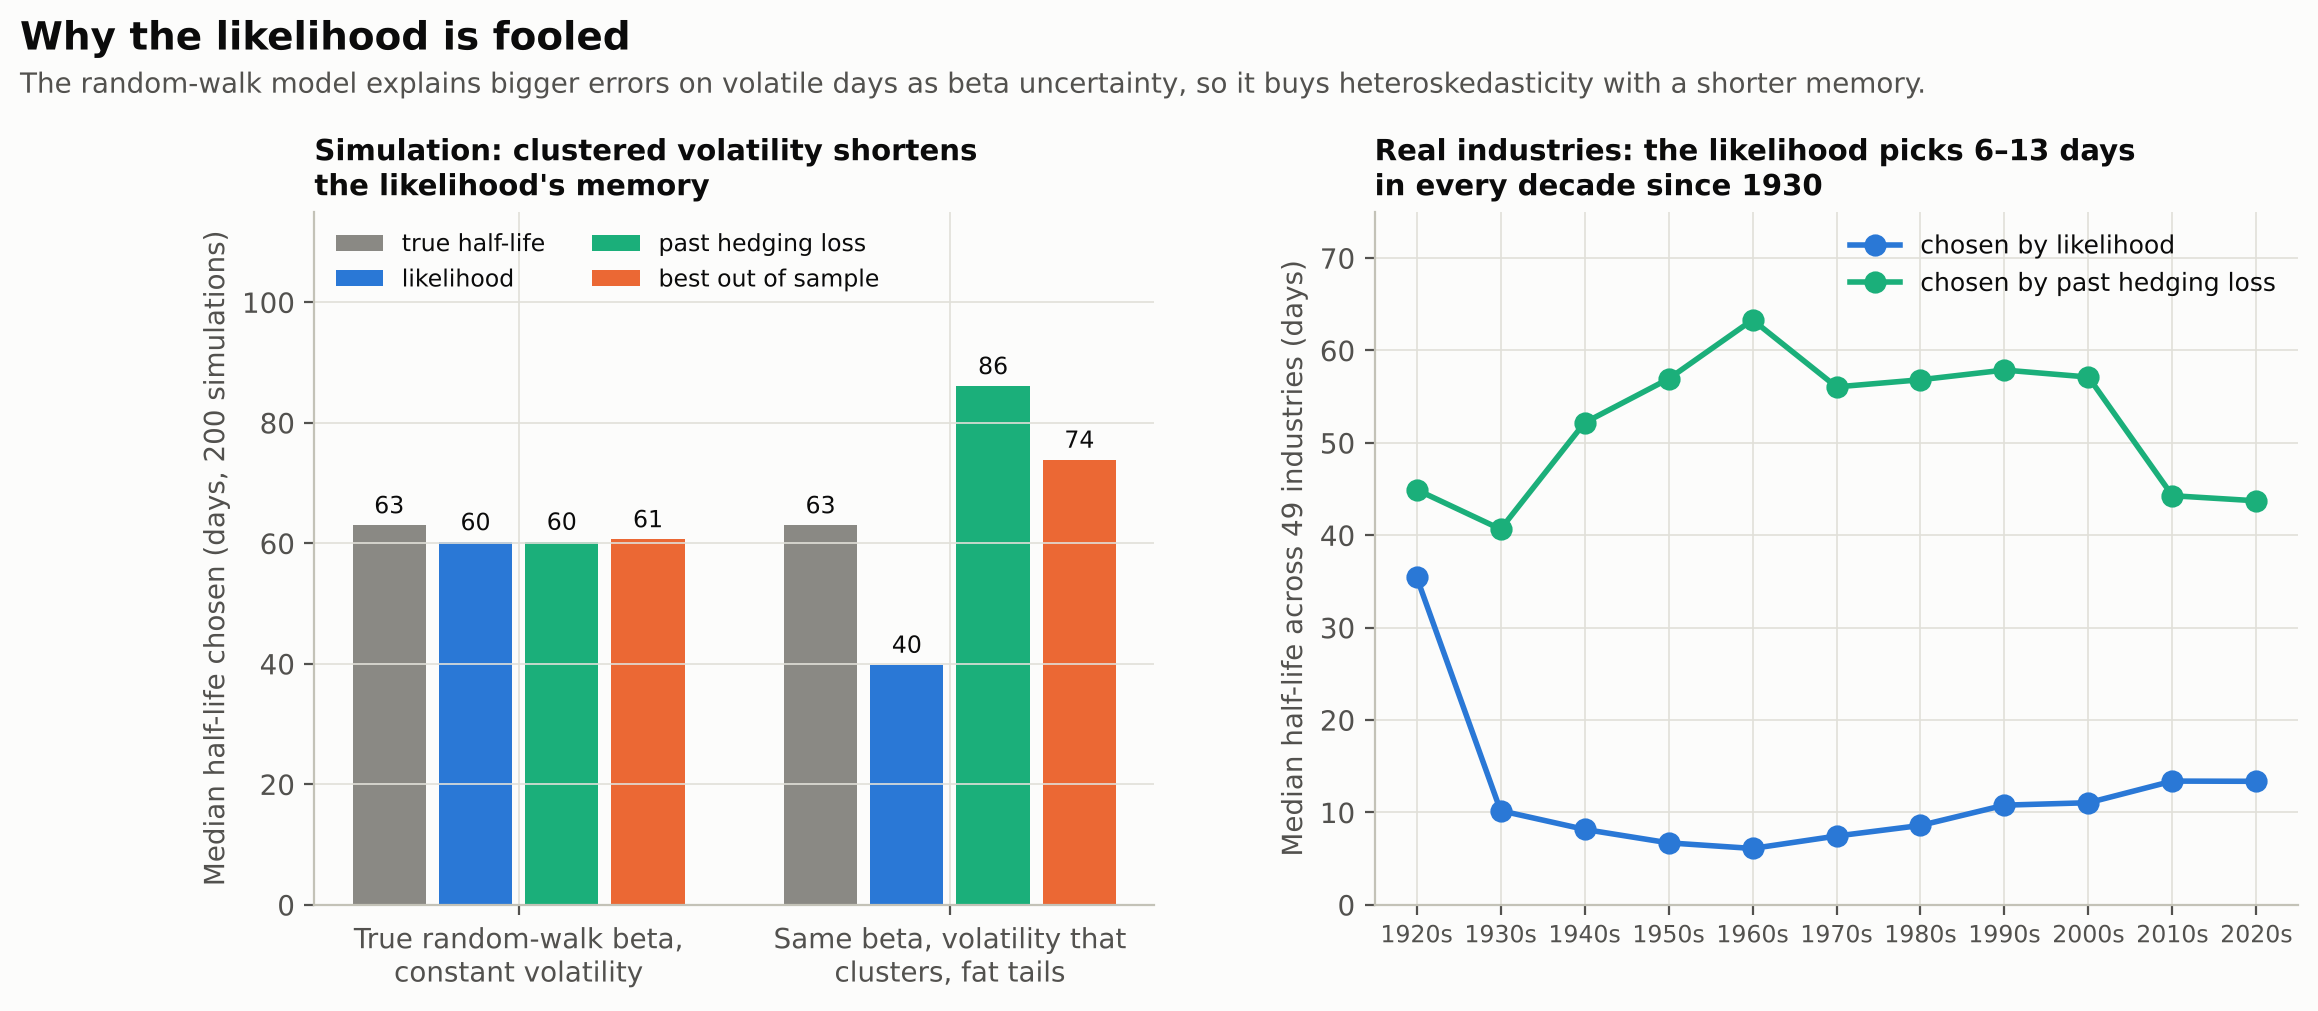 Why the likelihood is fooled
The random-walk model explains bigger errors on volatile days as beta uncertainty, so it buys heteroskedasticity with a shorter memory.
Simulation: clustered volatility shortens
the likelihood's memory
true half-life
likelihood
past hedging loss
best out of sample
Median half-life chosen (days, 200 simulations)
100
80
60
40
20
0
63
60
60
61
63
40
86
74
True random-walk beta,
constant volatility
Same beta, volatility that
clusters, fat tails
Real industries: the likelihood picks 6–13 days
in every decade since 1930
chosen by likelihood
chosen by past hedging loss
Median half-life across 49 industries (days)
70
60
50
40
30
20
10
0
1920s 1930s 1940s 1950s 1960s 1970s 1980s 1990s 2000s 2010s 2020s